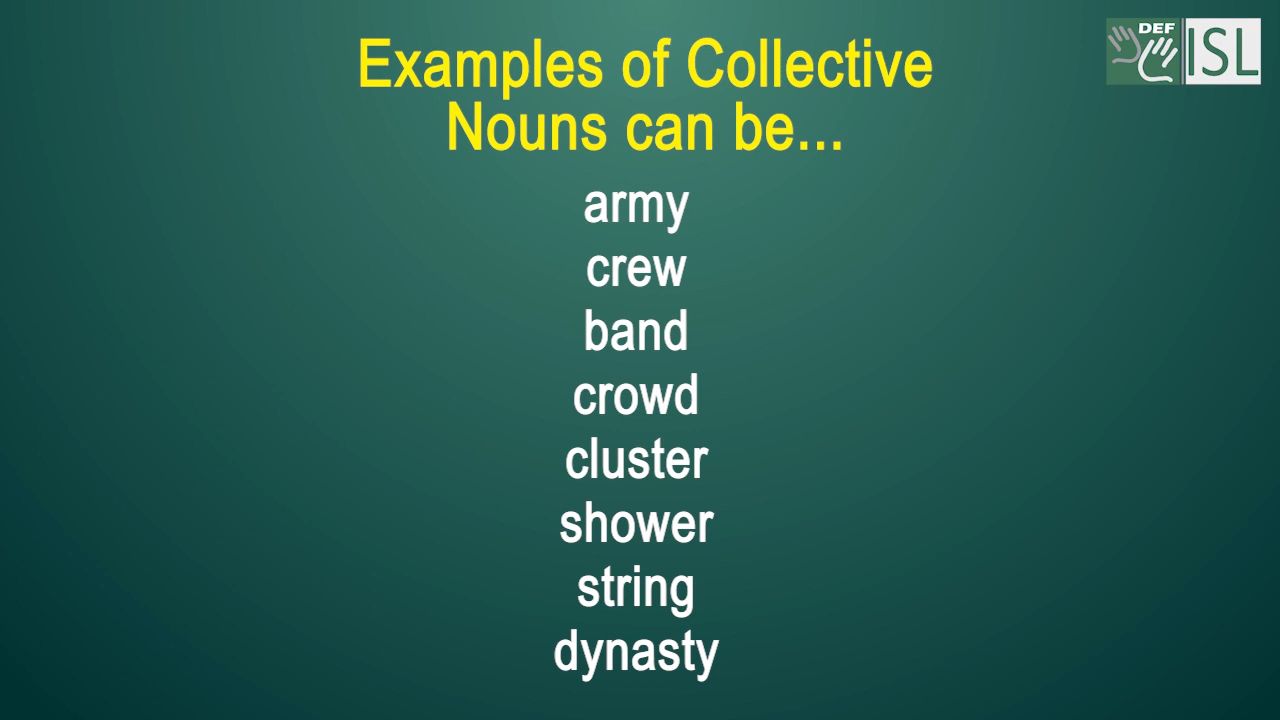 Examples of Collective
Nouns can be...
army
crew
band
crowd
cluster
shower
string
dynasty
DEF
ISL